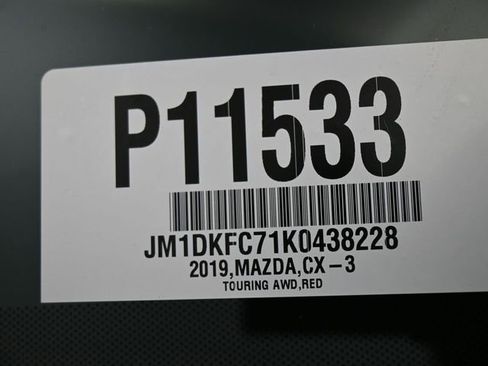 P11533
JM1DKFC71K0438228
2019,MAZDA,CX-3
TOURING AWD,RED